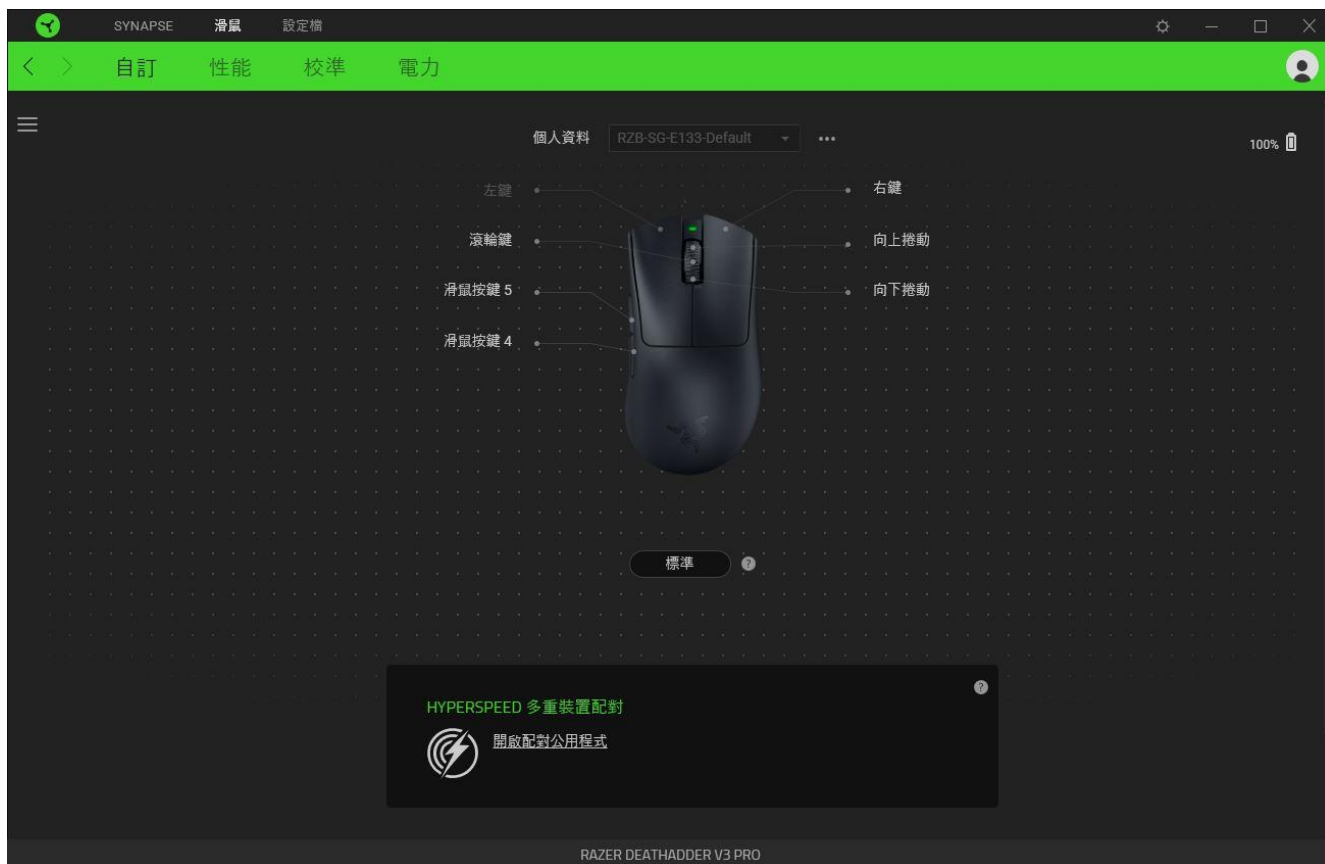 SYNAPSE 滑鼠 設定檔
自訂 性能 校準 電力
個人資料 RZB-SG-E133-Default
100%
左鍵 右鍵
滾輪鍵 向上捲動
滑鼠按鍵 5 向下捲動
滑鼠按鍵 4
標準 ?
?
HYPERSPEED 多重裝置配對
開啟配對公用程式
RAZER DEATHADDER V3 PRO